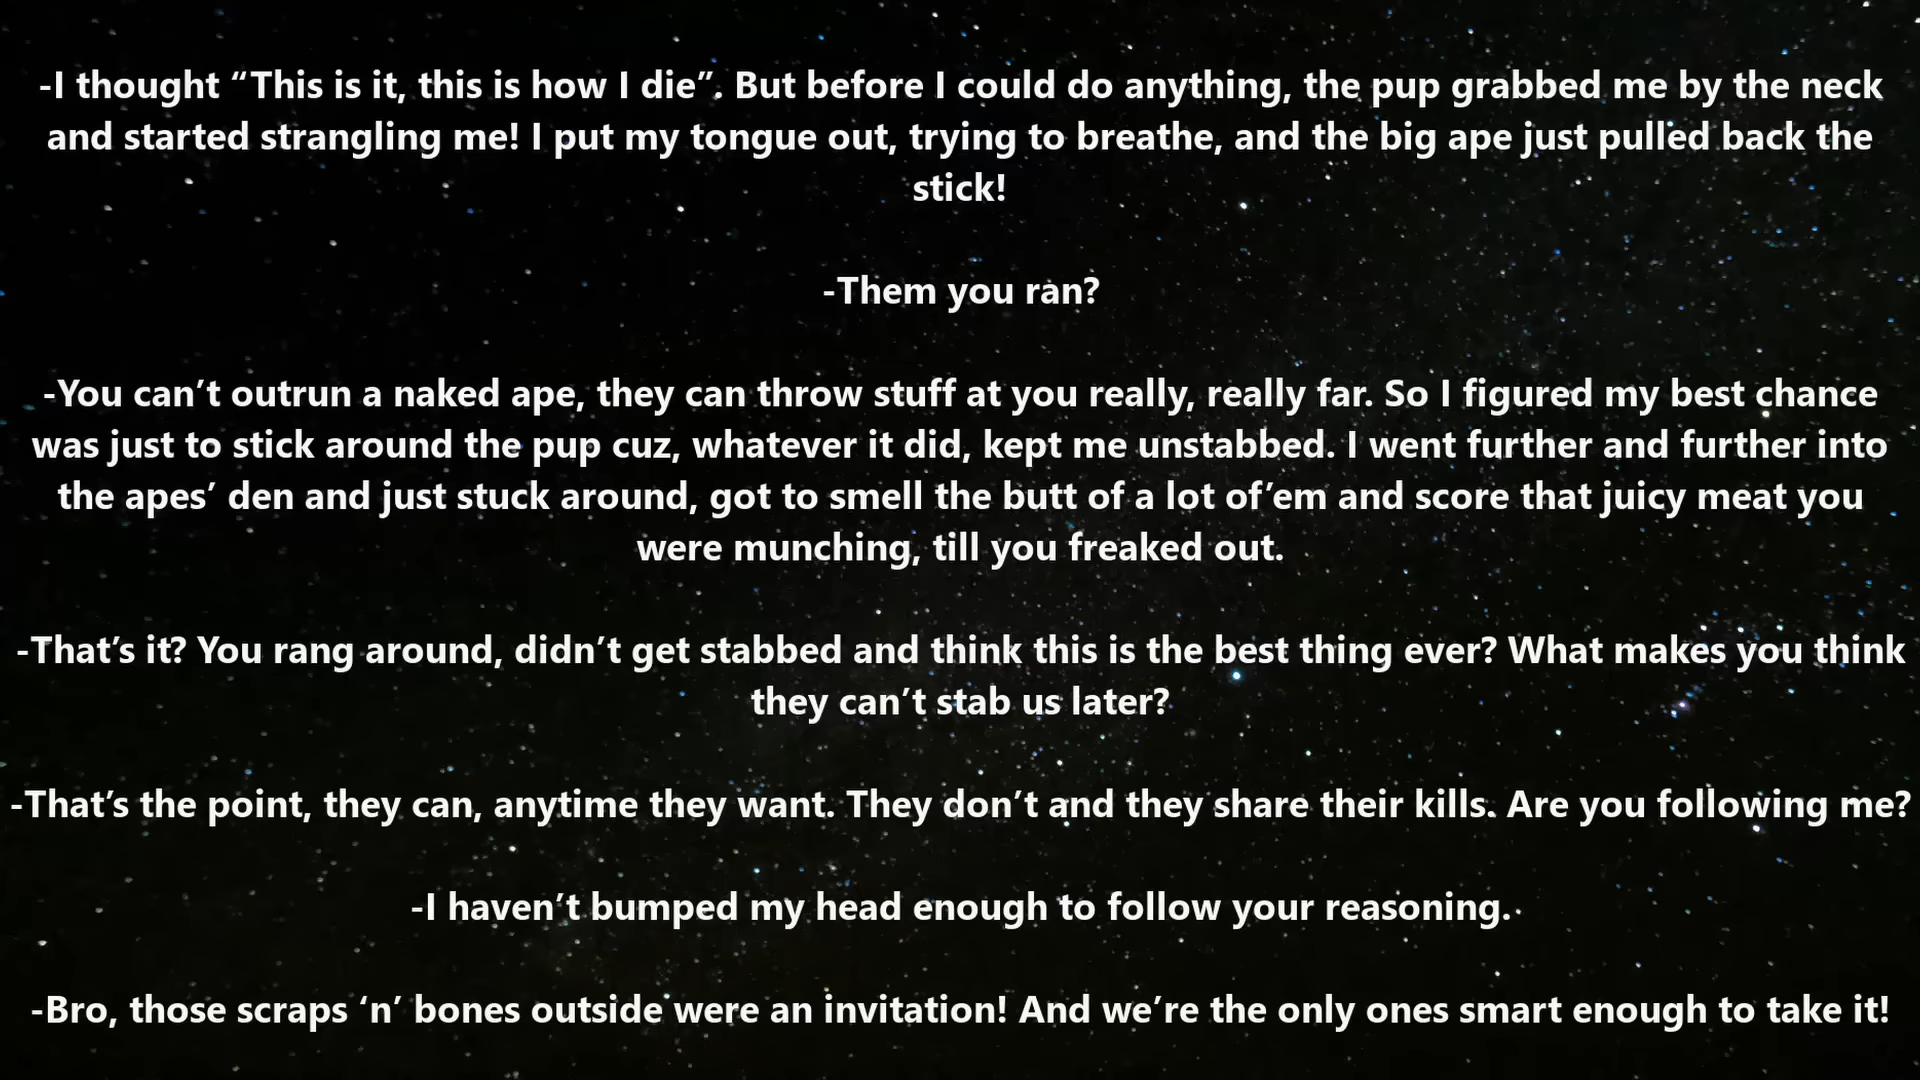 -I thought “This is it, this is how I die”. But before I could do anything, the pup grabbed me by the neck
and started strangling me! I put my tongue out, trying to breathe, and the big ape just pulled back the
stick!
-Them you ran?
-You can’t outrun a naked ape, they can throw stuff at you really, really far. So I figured my best chance
was just to stick around the pup cuz, whatever it did, kept me unstabbed. I went further and further into
the apes’ den and just stuck around, got to smell the butt of a lot of’em and score that juicy meat you
were munching, till you freaked out.
-That’s it? You rang around, didn’t get stabbed and think this is the best thing ever? What makes you think
they can’t stab us later?
-That’s the point, they can, anytime they want. They don’t and they share their kills. Are you following me?
-I haven’t bumped my head enough to follow your reasoning.
-Bro, those scraps ‘n’ bones outside were an invitation! And we’re the only ones smart enough to take it!